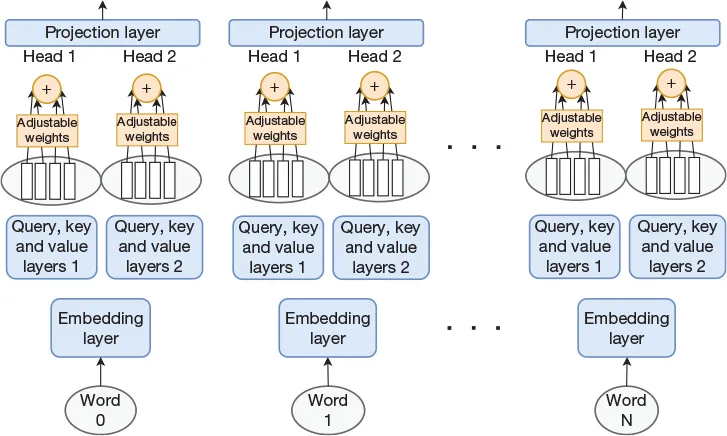 Projection layer Projection layer Projection layer
Head 1 Head 2 Head 1 Head 2 Head 1 Head 2
+ + + + + +
Adjustable Adjustable Adjustable Adjustable Adjustable Adjustable
weights weights weights weights weights weights
. . .
Query, key Query, key Query, key Query, key Query, key Query, key
and value and value and value and value and value and value
layers 1 layers 2 layers 1 layers 2 layers 1 layers 2
Embedding Embedding . . . Embedding
layer layer layer
Word Word Word
0 1 N